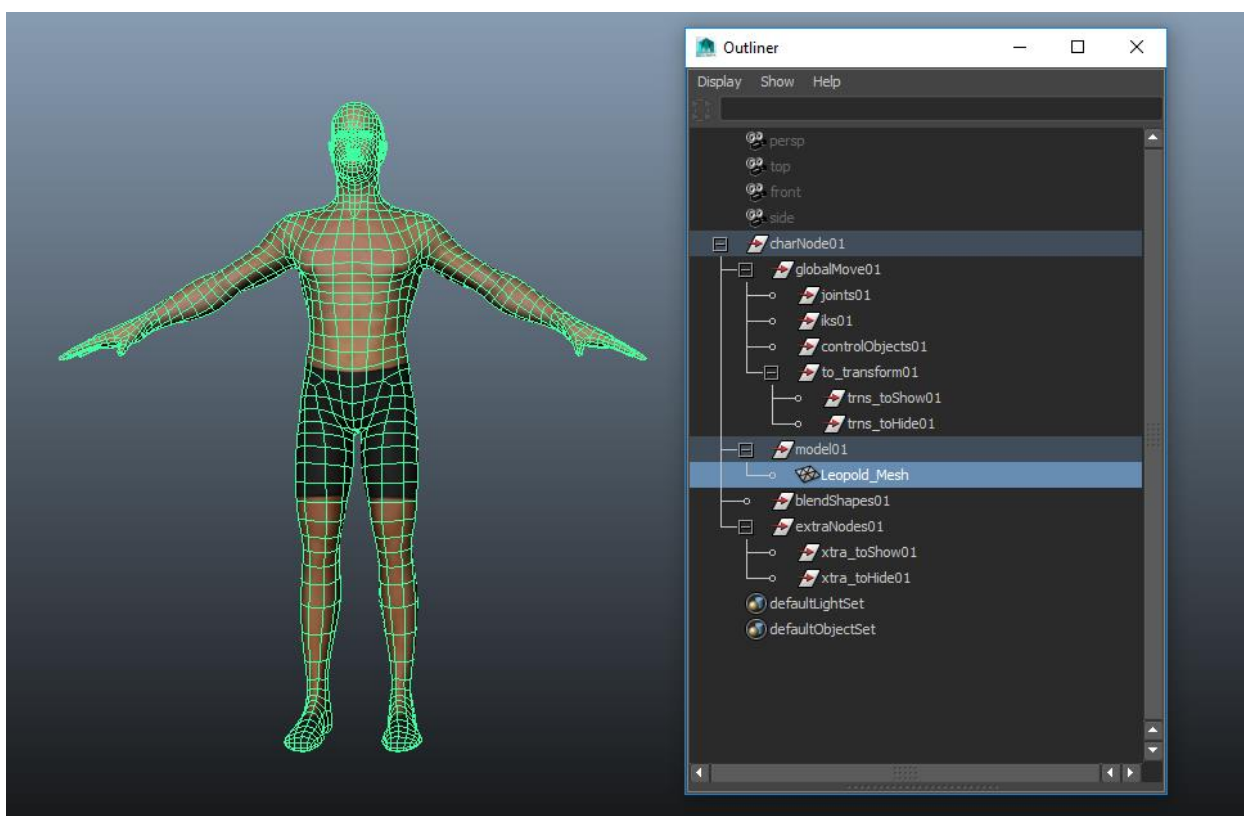 Outliner
Display Show Help
persp
top
front
side
charNode01
globalMove01
joints01
iks01
controlObjects01
to_transform01
trns_toShow01
trns_toHide01
model01
Leopold_Mesh
blendShapes01
extraNodes01
xtra_toShow01
xtra_toHide01
defaultLightSet
defaultObjectSet